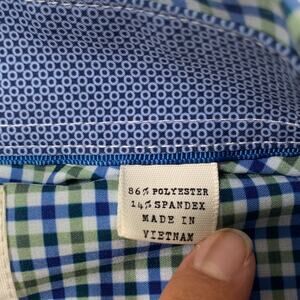 86% POLYESTER
14% SPANDEX
MADE IN
VIETNAM